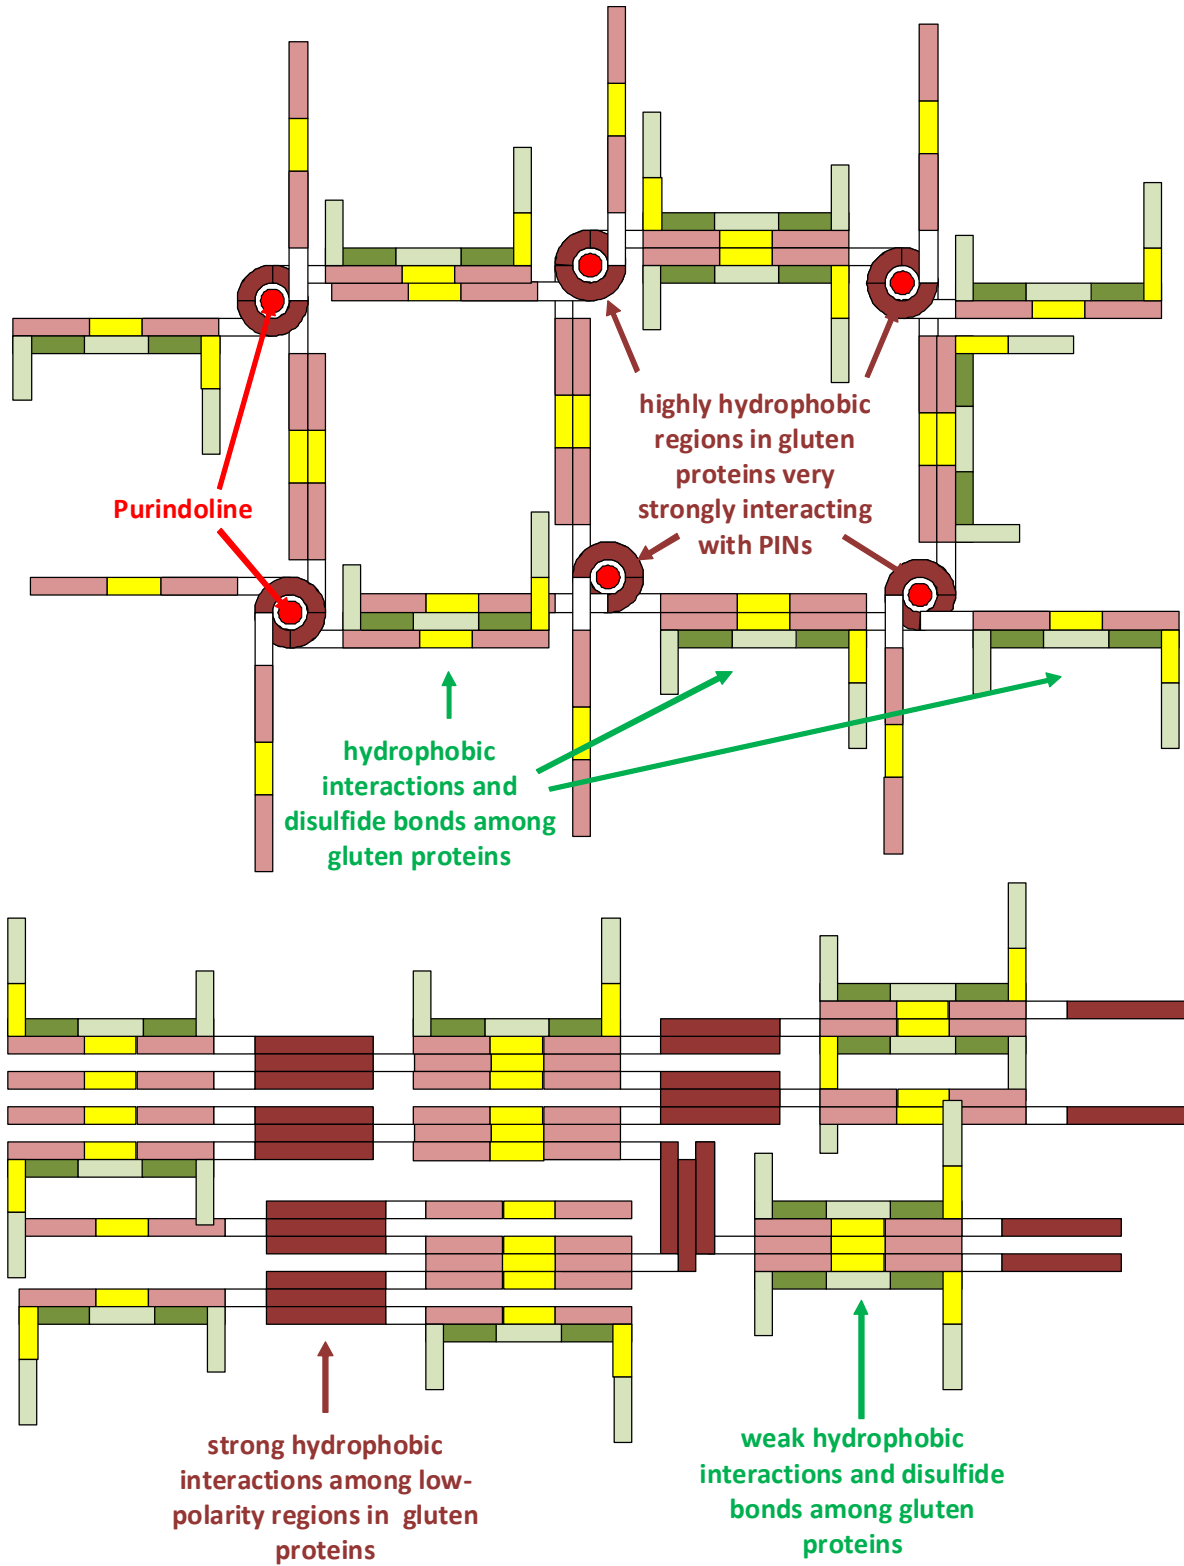 highly hydrophobic
regions in gluten
proteins very
strongly interacting
with PINs
Purindoline
hydrophobic
interactions and
disulfide bonds among
gluten proteins
strong hydrophobic
interactions among low-
polarity regions in gluten
proteins
weak hydrophobic
interactions and disulfide
bonds among gluten
proteins